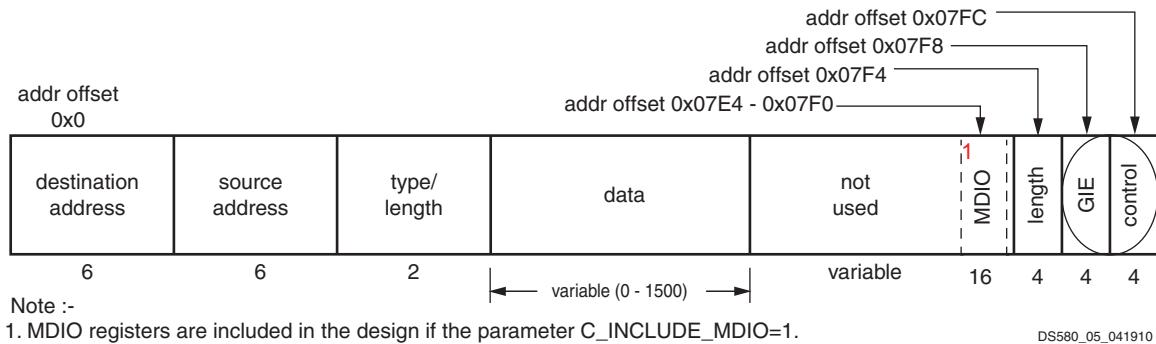 addr offset 0x07FC
addr offset 0x07F8
addr offset 0x07F4
addr offset 0x07E4 - 0x07F0
addr offset
0x0
destination
address
source
address
type/
length
data
not
used
1
MDIO
length
GIE
control
6
6
2
variable (0 - 1500)
variable
16
4
4
4
Note :-
1. MDIO registers are included in the design if the parameter C_INCLUDE_MDIO=1.
DS580_05_041910